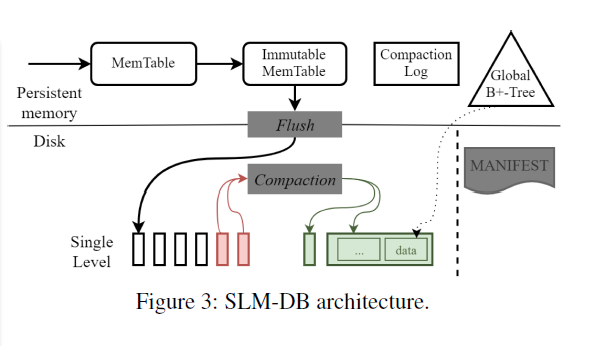 MemTable
Immutable
MemTable
Compaction
Log
Global
B+-Tree
Persistent
memory
Disk
Flush
MANIFEST
Compaction
Single
Level
...
data
Figure 3: SLM-DB architecture.